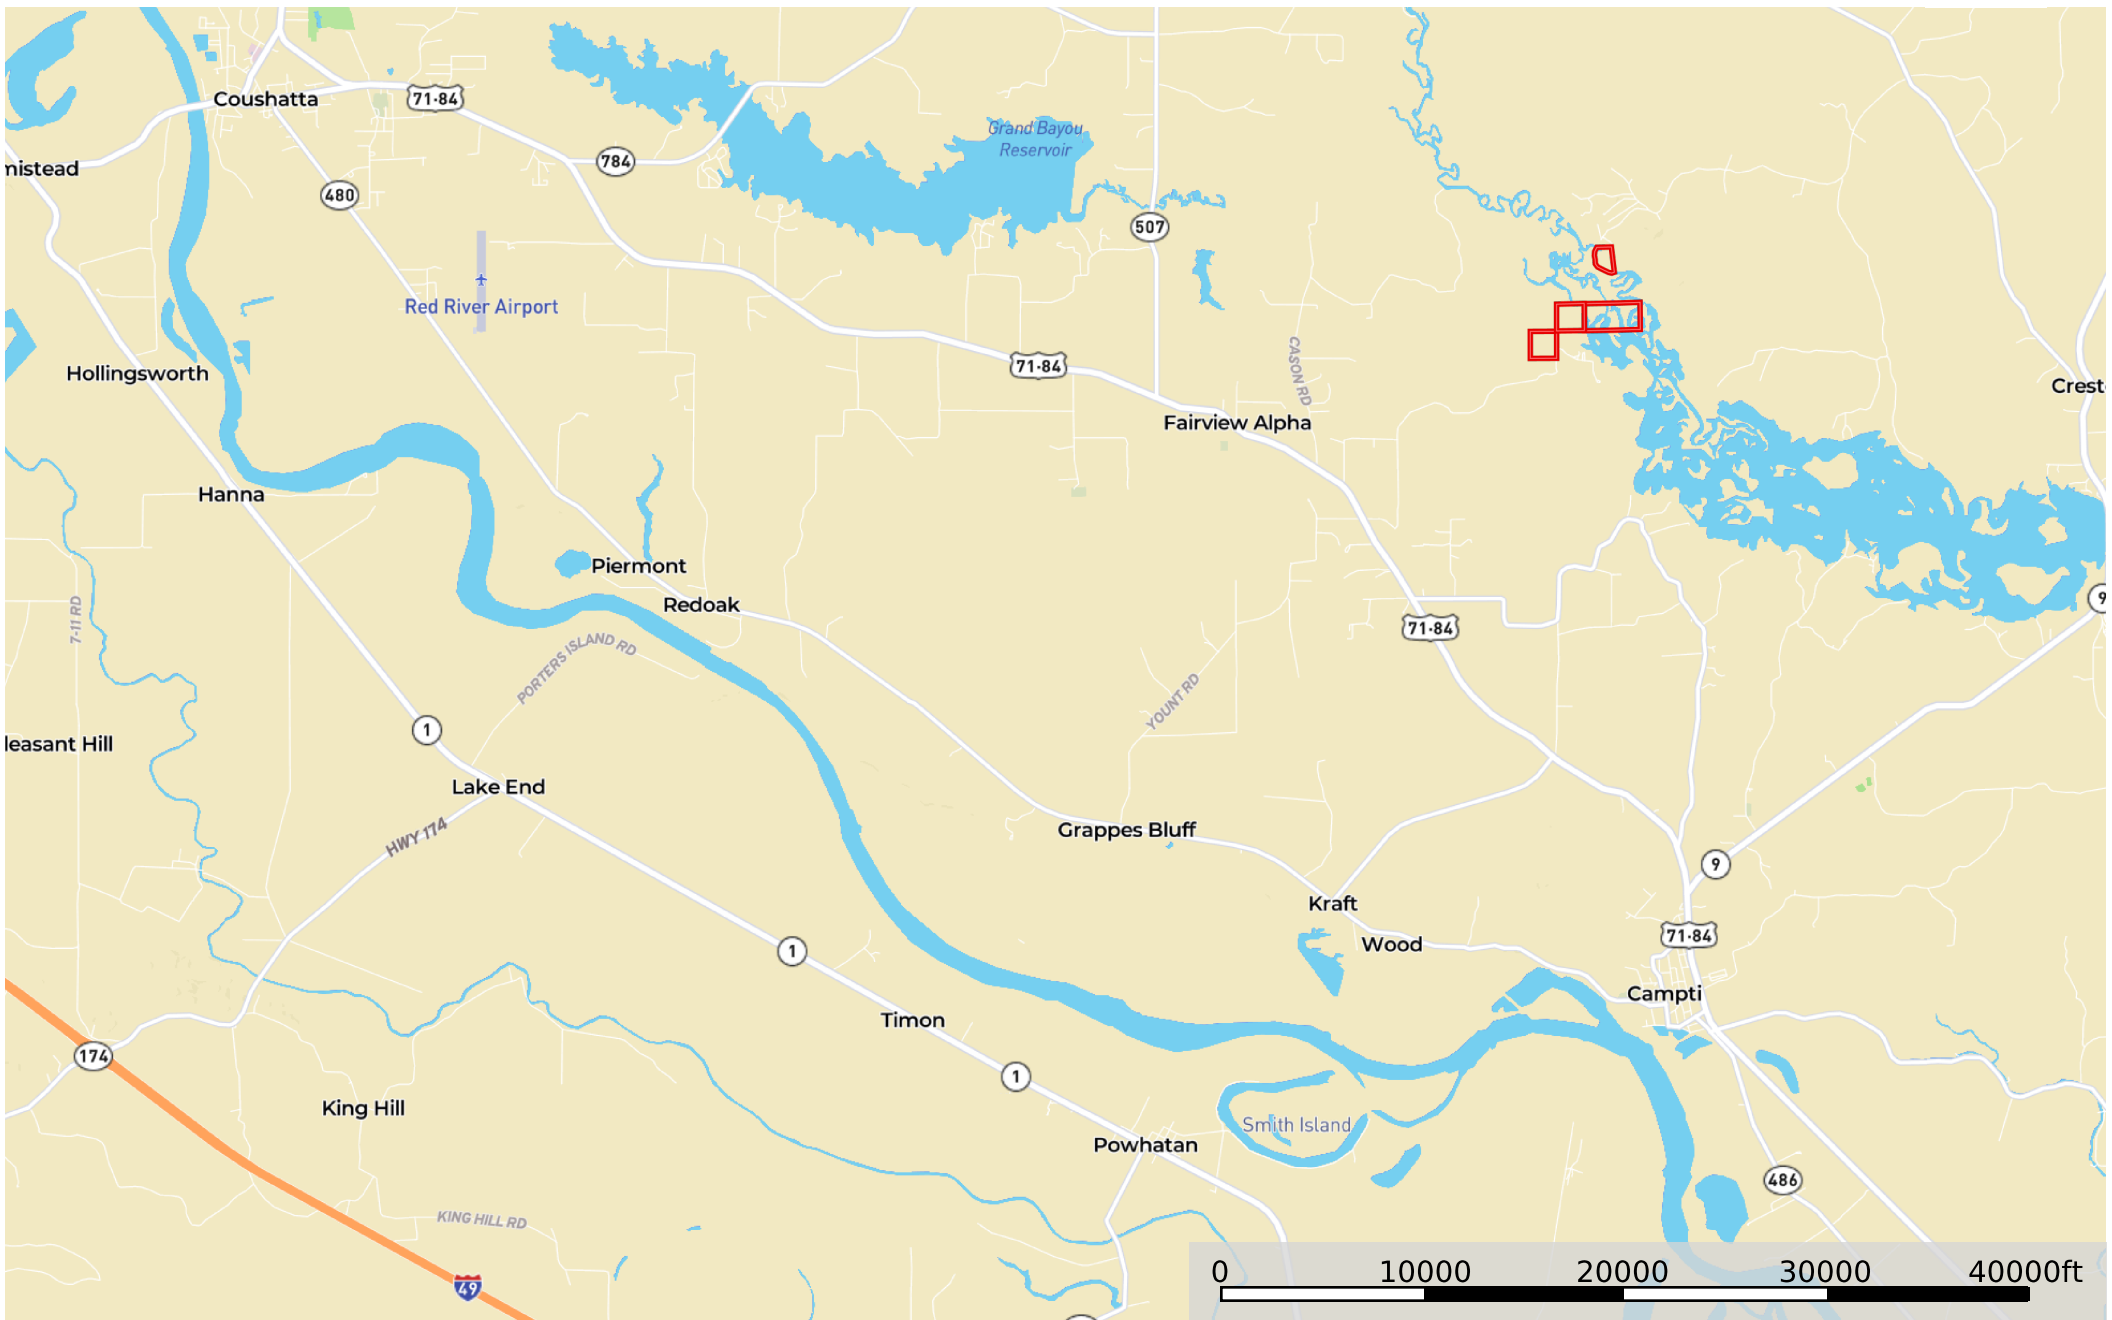 Coushatta
71-84
Grand Bayou
Reservoir
784
mistead
480
507
Red River Airport
CASON RD
71-84
Hollingsworth
Crest
Fairview Alpha
Hanna
Piermont
Redoak
9
7-11 RD
71-84
PORTERS ISLAND RD
YOUNT RD
1
leasant Hill
Lake End
HWY 174
Grappes Bluff
9
Kraft
71-84
Wood
1
Campti
Timon
174
1
King Hill
Smith Island
Powhatan
486
KING HILL RD
49
0 10000 20000 30000 40000ft